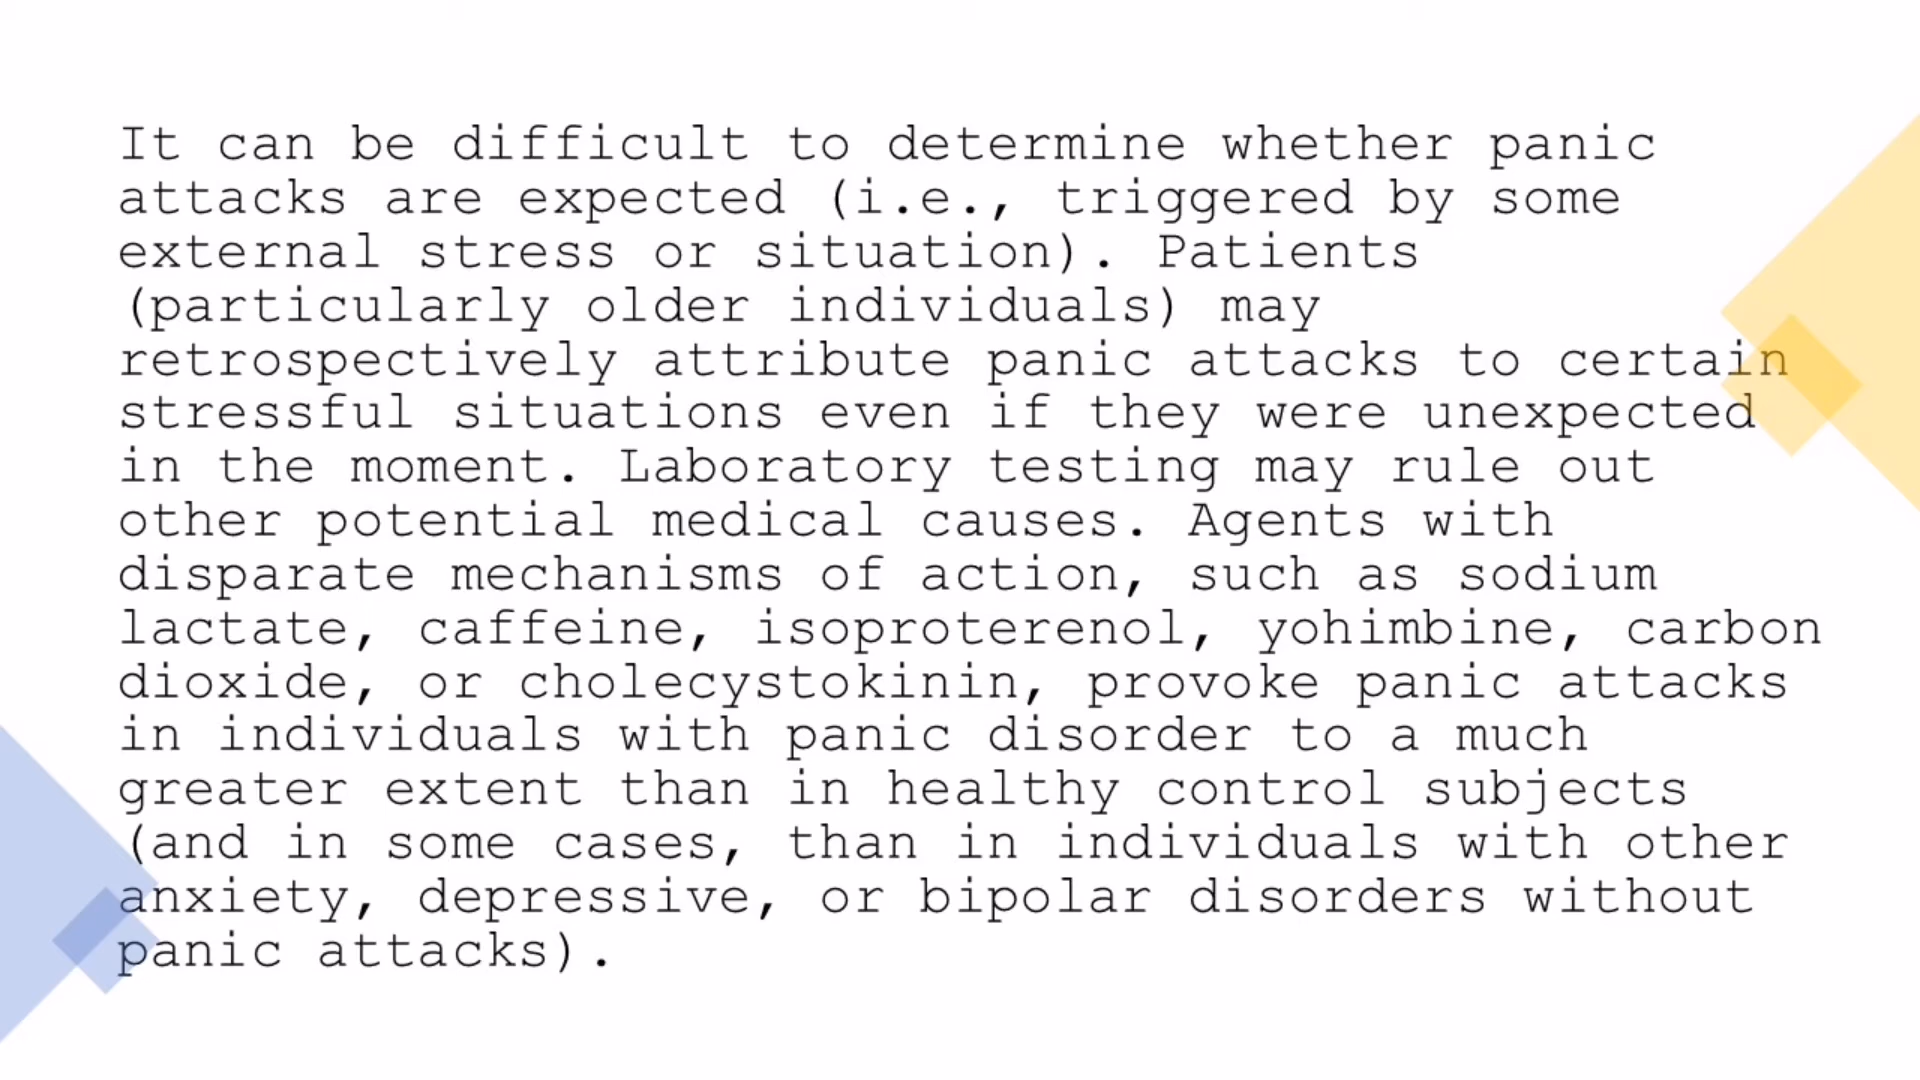 It can be difficult to determine whether panic
attacks are expected (i.e., triggered by some
external stress or situation). Patients
(particularly older individuals) may
retrospectively attribute panic attacks to certain
stressful situations even if they were unexpected
in the moment. Laboratory testing may rule out
other potential medical causes. Agents with
disparate mechanisms of action, such as sodium
lactate, caffeine, isoproterenol, yohimbine, carbon
dioxide, or cholecystokinin, provoke panic attacks
in individuals with panic disorder to a much
greater extent than in healthy control subjects
(and in some cases, than in individuals with other
anxiety, depressive, or bipolar disorders without
panic attacks).